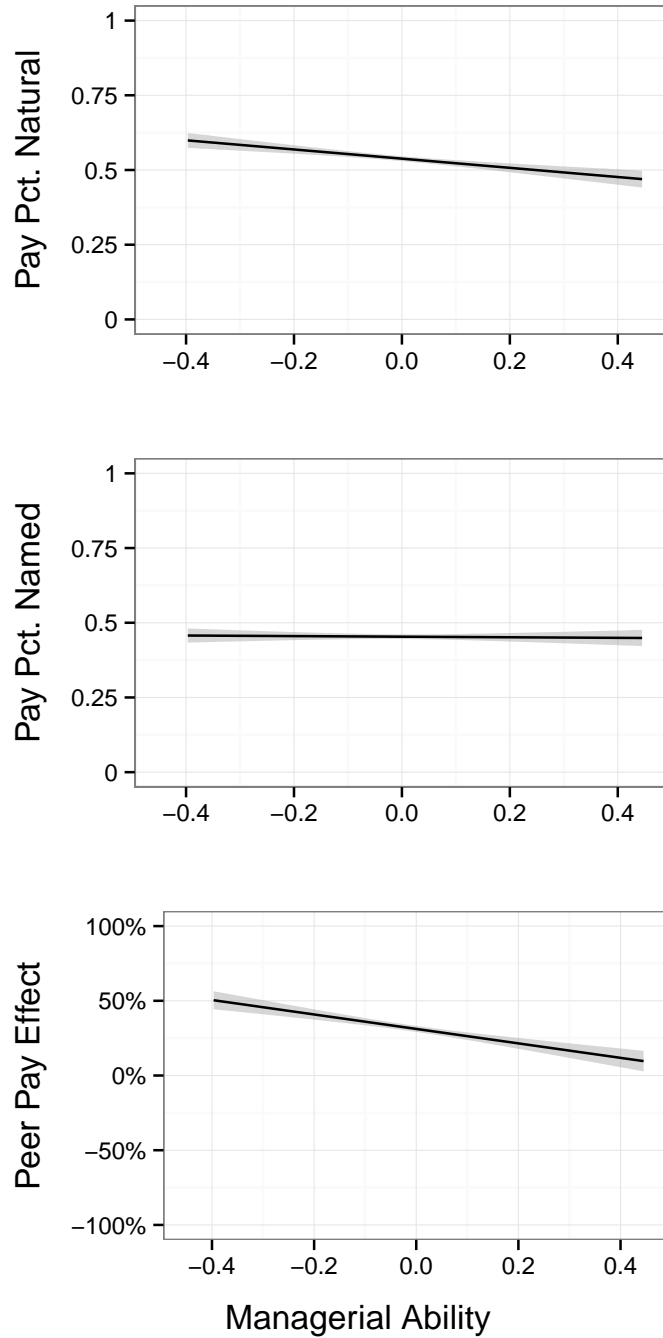 Pay Pct. Natural
1
0.75
0.5
0.25
0
−0.4 −0.2 0.0 0.2 0.4
Pay Pct. Named
1
0.75
0.5
0.25
0
−0.4 −0.2 0.0 0.2 0.4
Peer Pay Effect
100%
50%
0%
−50%
−100%
−0.4 −0.2 0.0 0.2 0.4
Managerial Ability